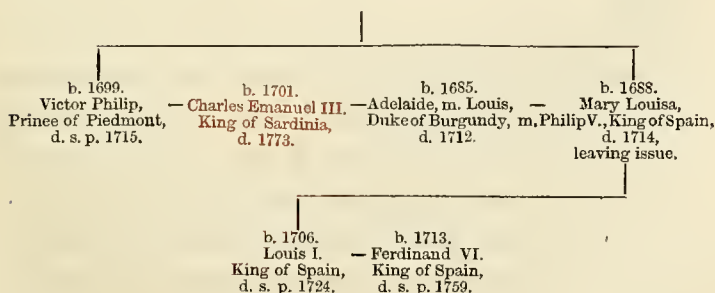 b. 1699.
Victor Philip,
Prince of Piedmont,
d. s. p. 1715.
— Charles Emanuel III.
b. 1701.
King of Sardinia,
d. 1773.
b. 1685.
—Adelaide, m. Louis,
Duke of Burgundy,
d. 1712.
b. 1688.
— Mary Louisa,
m. Philip V., King of Spain,
d. 1714,
leaving issue.
b. 1706.
Louis I.
King of Spain,
d. s. p. 1724.
b. 1713.
— Ferdinand VI.
King of Spain,
d. s. p. 1759.